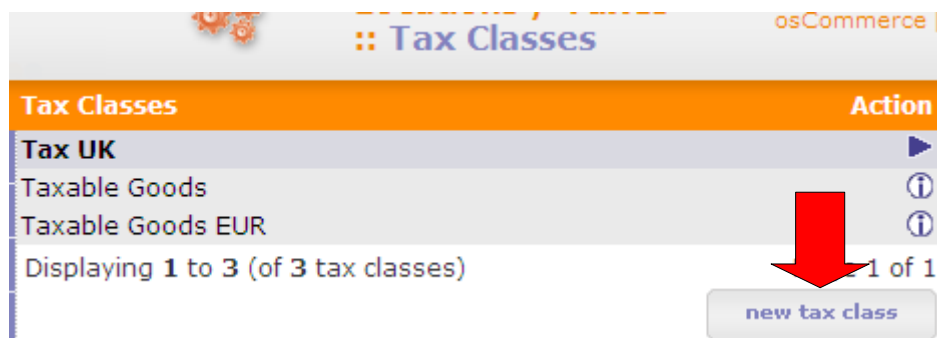 :: Tax Classes
osCommerce |
Tax Classes Action
Tax UK
Taxable Goods
Taxable Goods EUR
Displaying 1 to 3 (of 3 tax classes) 1 of 1
new tax class